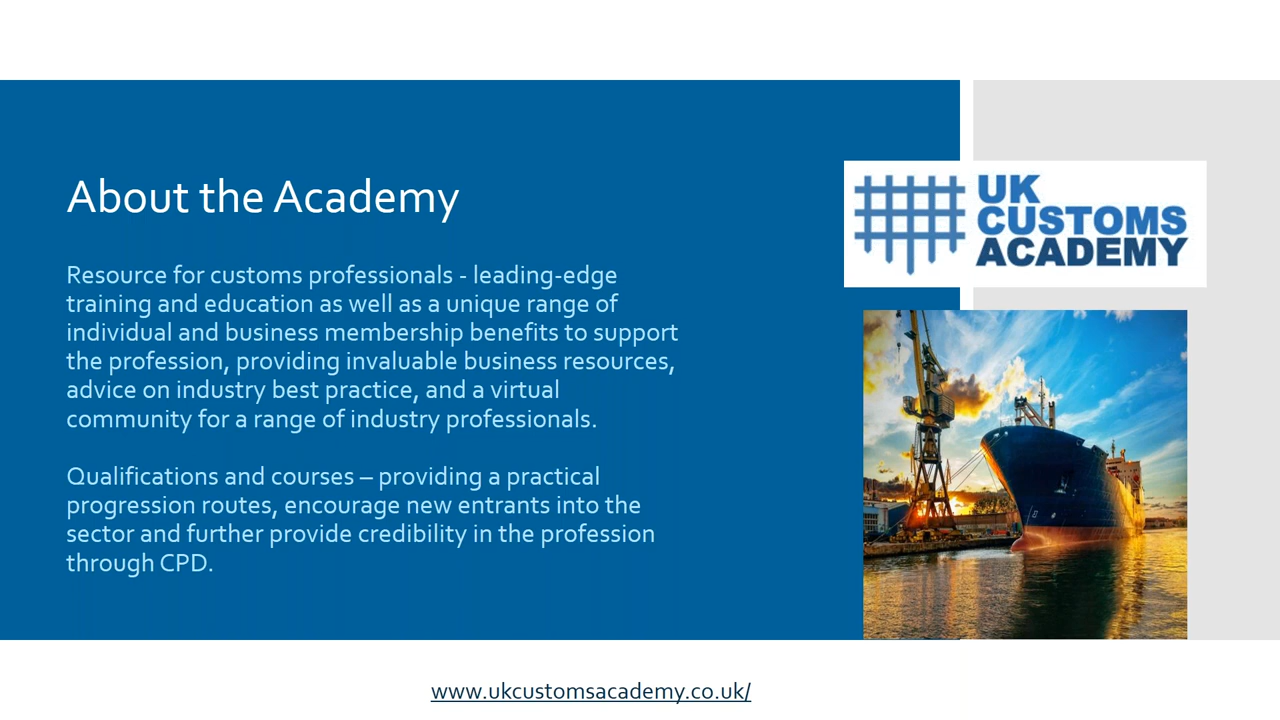 About the Academy
Resource for customs professionals - leading-edge
training and education as well as a unique range of
individual and business membership benefits to support
the profession, providing invaluable business resources,
advice on industry best practice, and a virtual
community for a range of industry professionals.
Qualifications and courses – providing a practical
progression routes, encourage new entrants into the
sector and further provide credibility in the profession
through CPD.
UK
CUSTOMS
ACADEMY
www.ukcustomsacademy.co.uk/